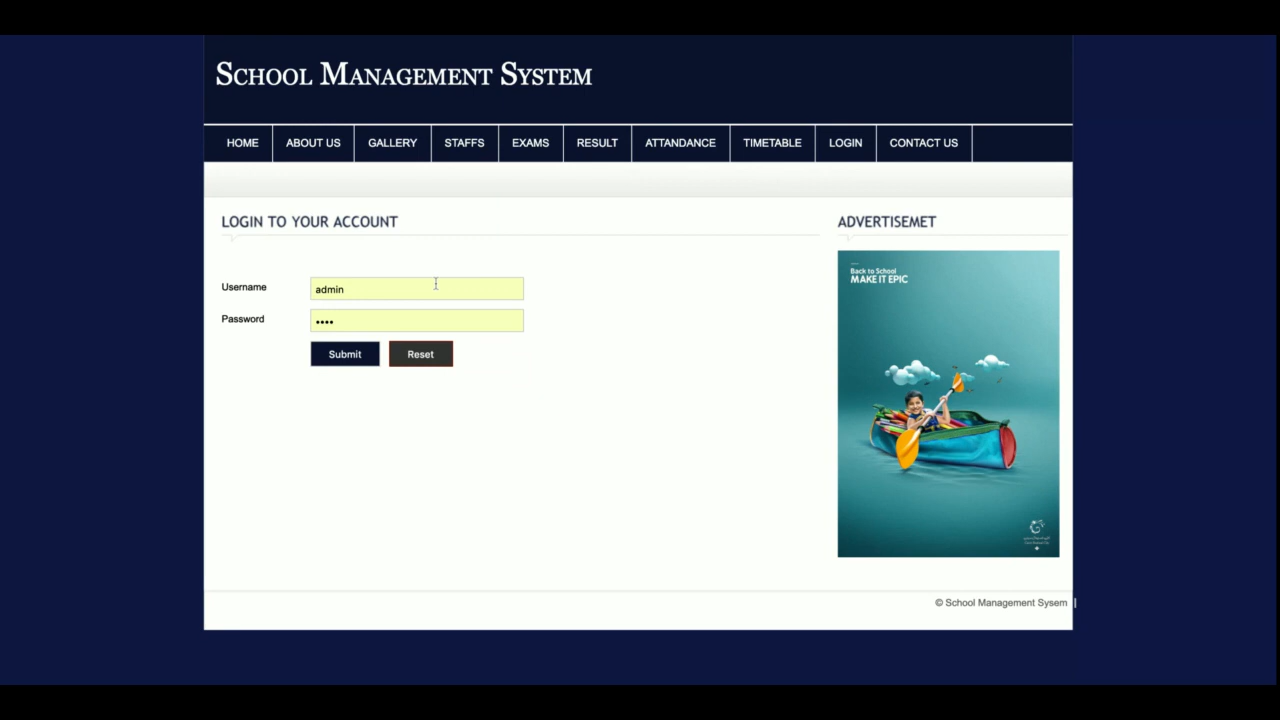 School Management System
HOME ABOUT US GALLERY STAFFS EXAMS RESULT ATTANDANCE TIMETABLE LOGIN CONTACT US
LOGIN TO YOUR ACCOUNT
ADVERTISEMET
Username admin
Password ••••
Submit Reset
Back to School
MAKE IT EPIC
© School Management Sysem |